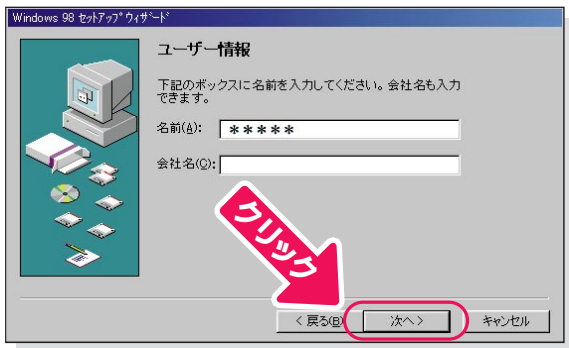 Windows 98 ｾｯﾄｱｯﾌﾟ ｳｨｻﾞｰﾄﾞ
ユーザー情報
下記のボックスに名前を入力してください。会社名も入力
できます。
名前(A): *****
会社名(C):
クリック
< 戻る(B) 次へ > キャンセル